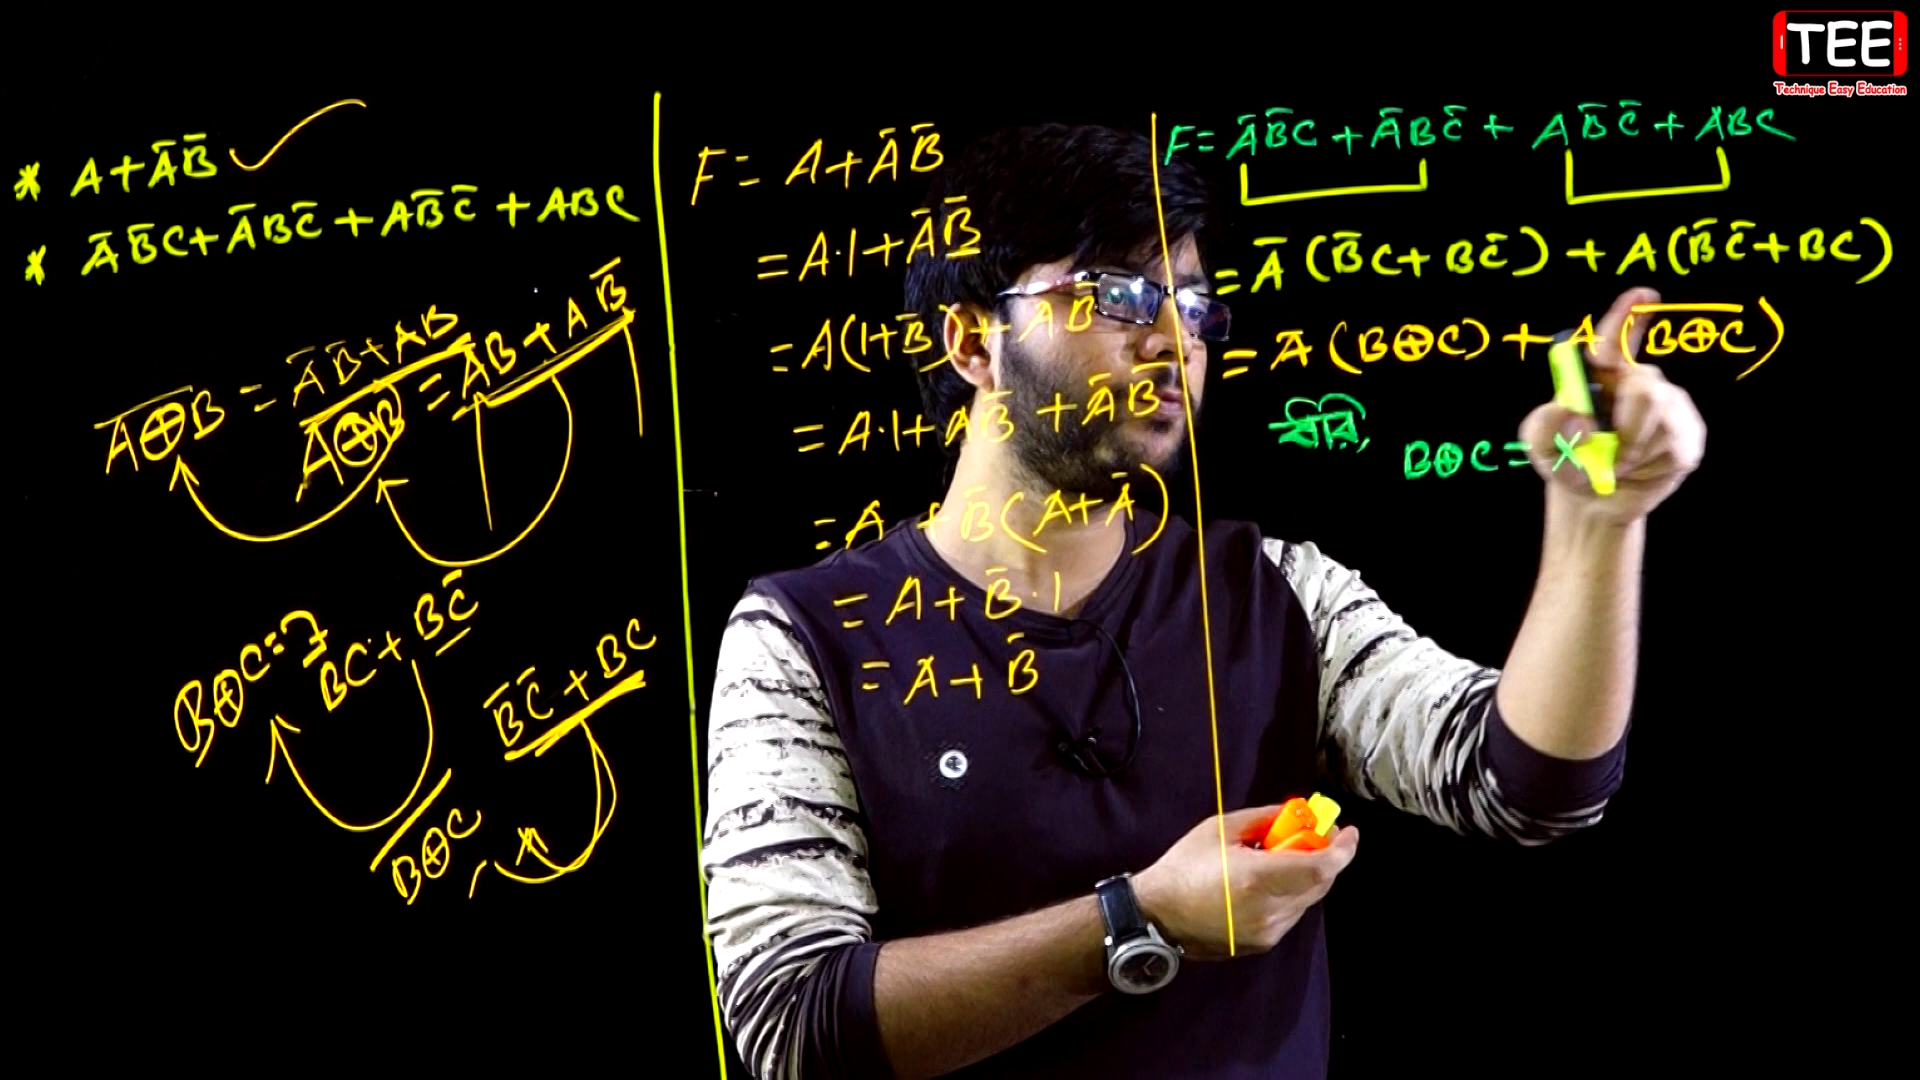 TEE
Technique Easy Education
* A+ĀB̄
* ĀB̄C+ĀBC̄+AB̄C̄+ABC
A⊕B = ĀB̄+AB
A⊕B = ĀB+AB̄
B⊕C=
B̄C+BC̄
B̄C̄+BC
B⊕C
F = A+ĀB̄
=A·1+ĀB̄
=A(1+B̄)+ĀB̄
=A·1+AB̄+ĀB̄
=A+B̄(A+Ā)
=A+B̄·1
=A+B̄
F=ĀB̄C+ĀBC̄+AB̄C̄+ABC
=Ā(B̄C+BC̄)+A(B̄C̄+BC)
=Ā(B⊕C)+A(B̅⊕̅C̅)
ধরি, B⊕C=X